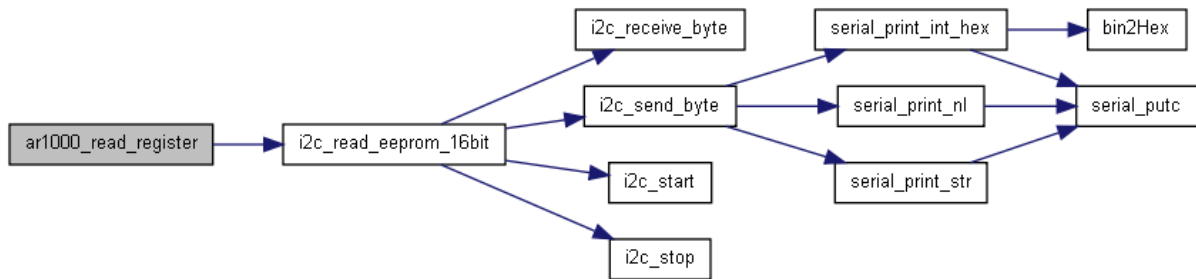 ar1000_read_register
i2c_read_eeprom_16bit
i2c_receive_byte
i2c_send_byte
i2c_start
i2c_stop
serial_print_int_hex
serial_print_nl
serial_print_str
bin2Hex
serial_putc